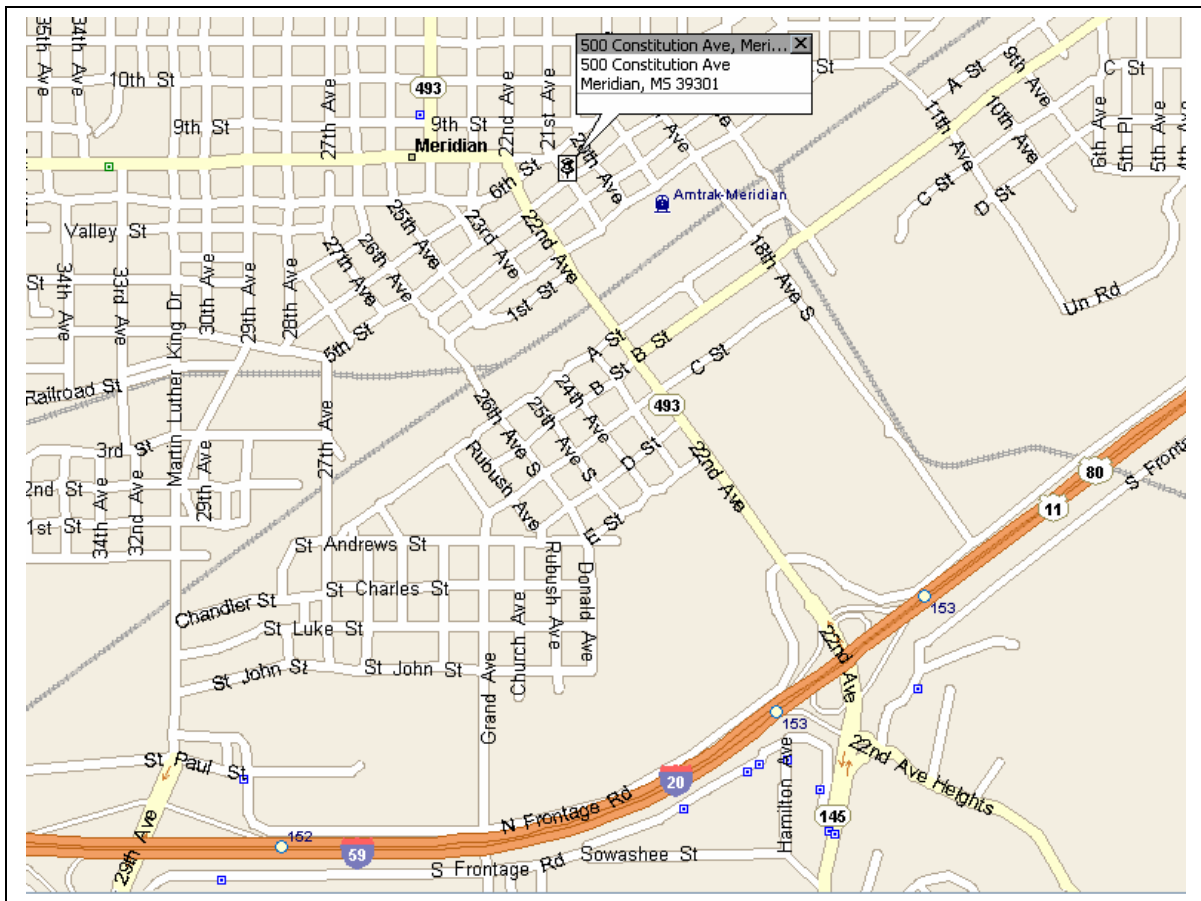 500 Constitution Ave, Meri...
500 Constitution Ave
Meridian, MS 39301
35th Ave
34th Ave
10th St
9th St
27th Ave
493
9th St
22nd Ave
21st Ave
20th Ave
Meridian
6th St
Amtrak-Meridian
A St
9th Ave
C St
10th Ave
11th Ave
C St
D St
6th Ave
5th Pl
5th Ave
4th Ave
Valley St
34th Ave
33rd Ave
30th Ave
29th Ave
28th Ave
27th Ave
26th Ave
25th Ave
23rd Ave
22nd Ave
18th Ave S
Un Rd
1st St
5th St
Martin Luther King Dr
Railroad St
A St
B St
B St
C St
24th Ave
25th Ave S
26th Ave S
D St
493
22nd Ave
27th Ave
3rd St
2nd St
1st St
34th Ave
32nd Ave
29th Ave
Rubush Ave
E St
80
11
S Fronta
St Andrews St
Chandler St
St Charles St
St Luke St
St John St
St John St
Grand Ave
Church Ave
Rubush Ave
Donald Ave
153
22nd Ave
153
St Paul St
22nd Ave Heights
Hamilton Ave
20
N Frontage Rd
145
152
59
29th Ave
S Frontage Rd
Sowashee St